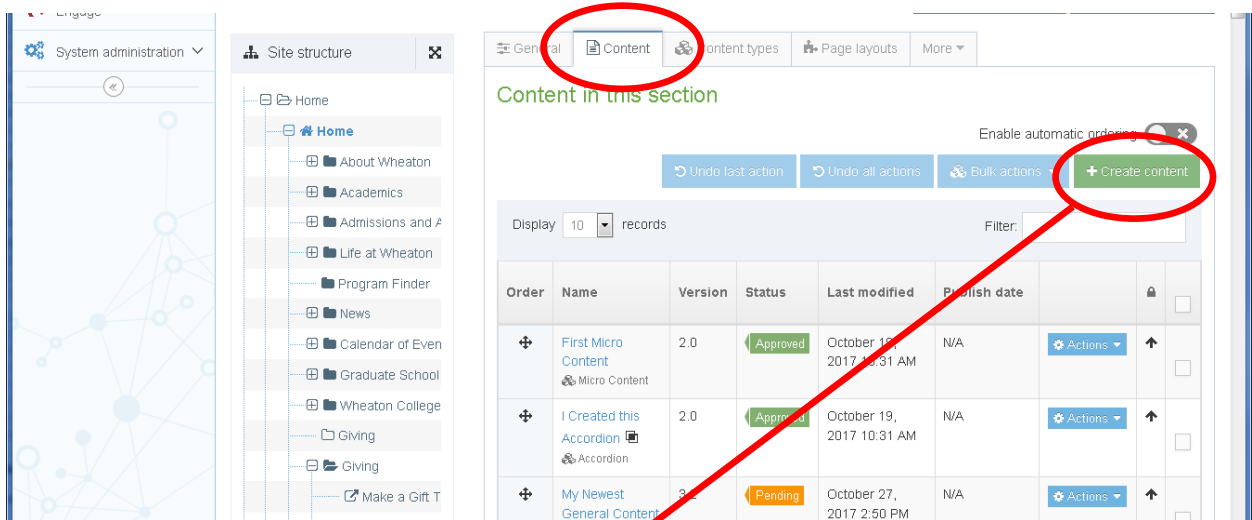 Engage
System administration
Site structure
Home
Home
About Wheaton
Academics
Admissions and A
Life at Wheaton
Program Finder
News
Calendar of Even
Graduate School
Wheaton College
Giving
Giving
Make a Gift T
General Content Content types Page layouts More
Content in this section
Enable automatic ordering
Undo last action Undo all actions Bulk actions Create content
Display 10 records Filter:
Order Name Version Status Last modified Publish date
First Micro 2.0 Approved October 19, N/A Actions
Content 2017 10:31 AM
Micro Content
I Created this 2.0 Approved October 19, N/A Actions
Accordion 2017 10:31 AM
Accordion
My Newest Pending October 27, N/A Actions
General Content 2017 2:50 PM